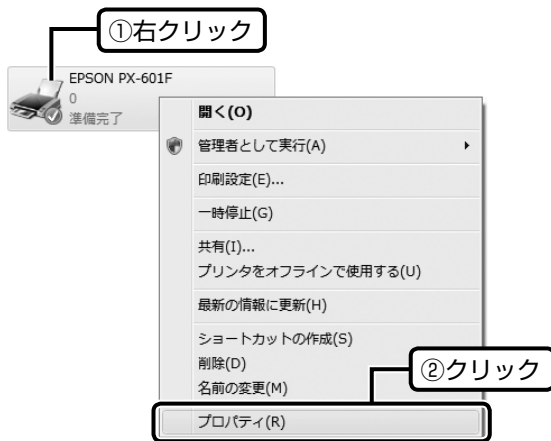 ①右クリック
EPSON PX-601F
0
準備完了
開く(O)
管理者として実行(A)
印刷設定(E)...
一時停止(G)
共有(I)...
プリンタをオフラインで使用する(U)
最新の情報に更新(H)
ショートカットの作成(S)
削除(D)
名前の変更(M)
②クリック
プロパティ(R)